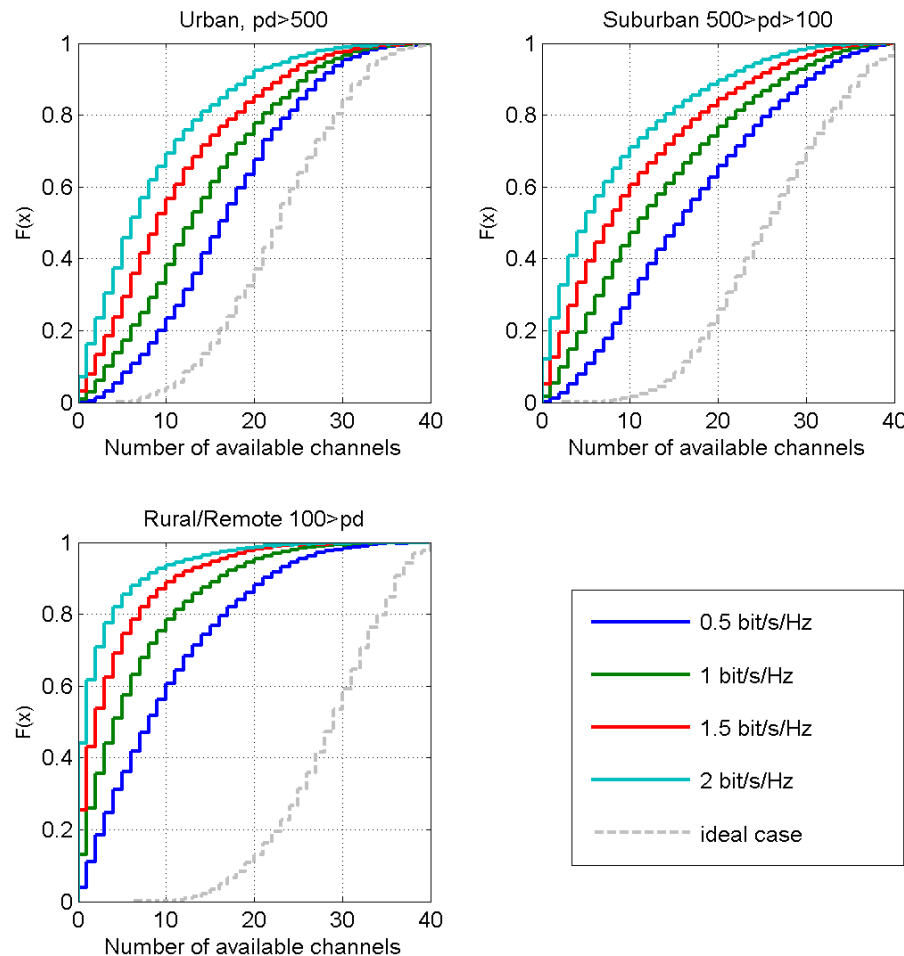 Urban, pd>500
1
0.8
0.6
0.4
0.2
0
F(x)
0 10 20 30 40
Number of available channels
Suburban 500>pd>100
1
0.8
0.6
0.4
0.2
0
F(x)
0 10 20 30 40
Number of available channels
Rural/Remote 100>pd
1
0.8
0.6
0.4
0.2
0
F(x)
0 10 20 30 40
Number of available channels
0.5 bit/s/Hz
1 bit/s/Hz
1.5 bit/s/Hz
2 bit/s/Hz
ideal case